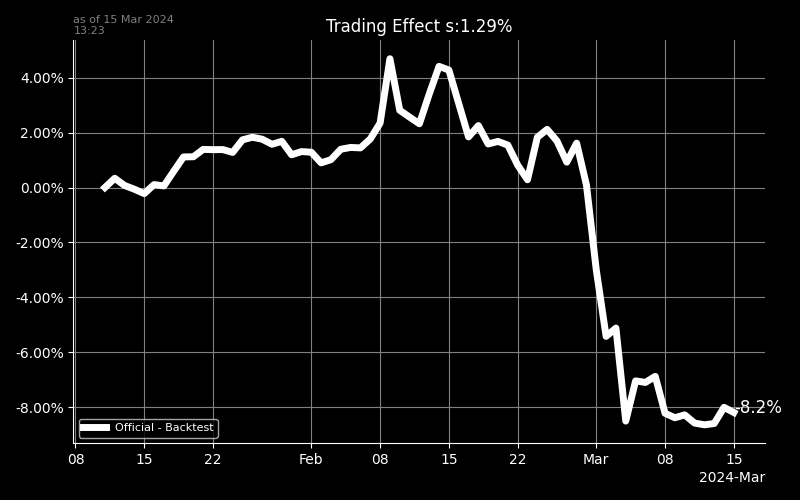 as of 15 Mar 2024
13:23
Trading Effect s:1.29%
4.00%
2.00%
0.00%
-2.00%
-4.00%
-6.00%
-8.00%
-8.2%
Official - Backtest
08 15 22 Feb 08 15 22 Mar 08 15
2024-Mar